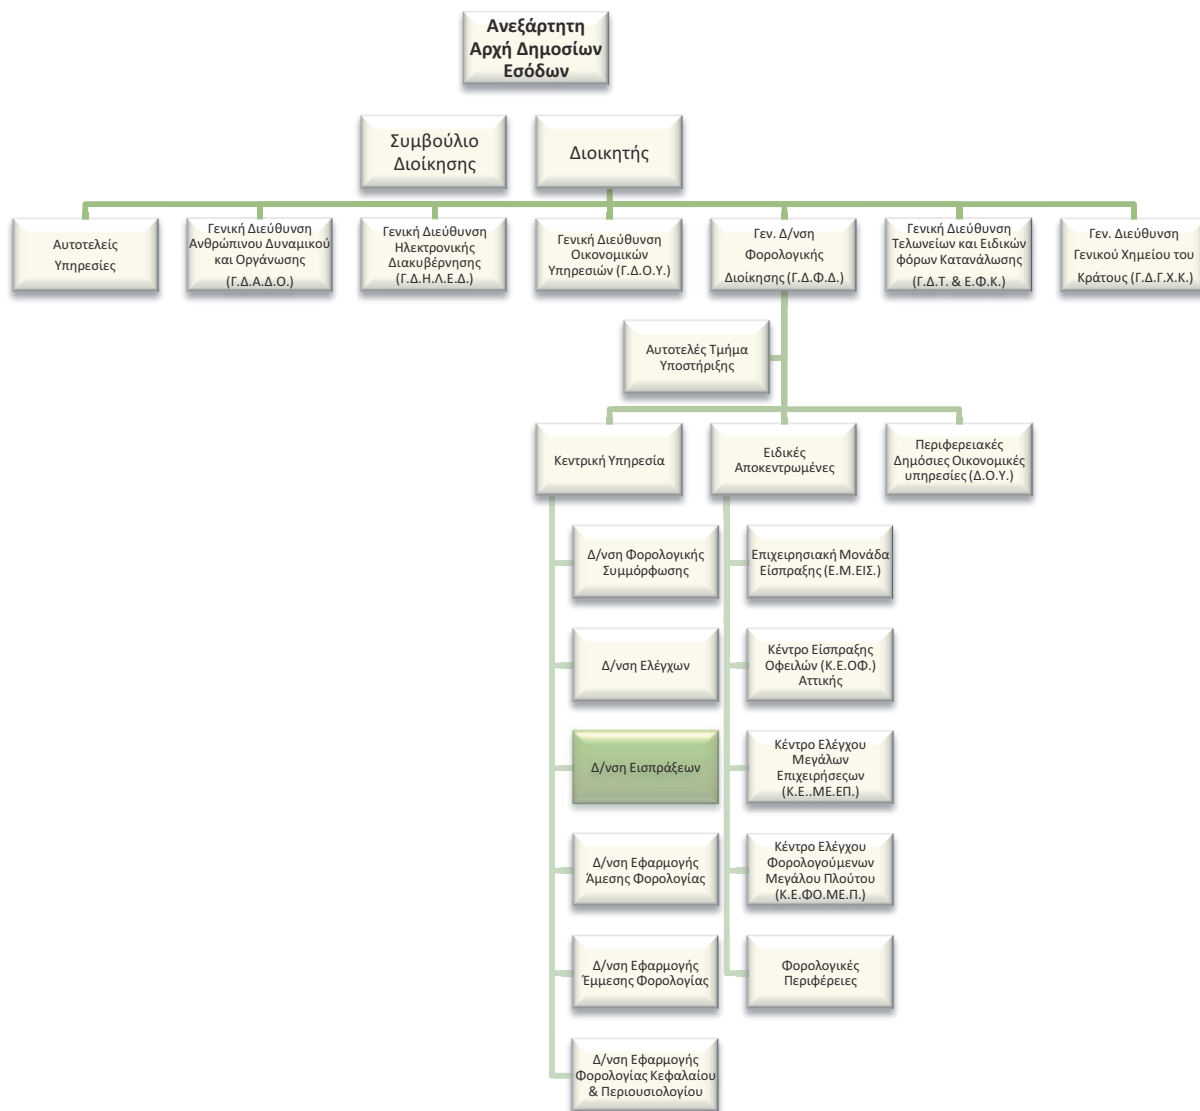 Ανεξάρτητη
Αρχή Δημοσίων
Εσόδων
Συμβούλιο
Διοίκησης
Διοικητής
Αυτοτελείς
Υπηρεσίες
Γενική Διεύθυνση
Ανθρώπινου Δυναμικού
και Οργάνωσης
(Γ.Δ.Α.Δ.Ο.)
Γενική Διεύθυνση
Ηλεκτρονικής
Διακυβέρνησης
(Γ.Δ.Η.Λ.Ε.Δ.)
Γενική Διεύθυνση
Οικονομικών
Υπηρεσιών (Γ.Δ.Ο.Υ.)
Γεν. Δ/νση
Φορολογικής
Διοίκησης (Γ.Δ.Φ.Δ.)
Γενική Διεύθυνση
Τελωνείων και Ειδικών
φόρων Κατανάλωσης
(Γ.Δ.Τ. & Ε.Φ.Κ.)
Γεν. Διεύθυνση
Γενικού Χημείου του
Κράτους (Γ.Δ.Γ.Χ.Κ.)
Αυτοτελές Τμήμα
Υποστήριξης
Κεντρική Υπηρεσία
Ειδικές
Αποκεντρωμένες
Περιφερειακές
Δημόσιες Οικονομικές
υπηρεσίες (Δ.Ο.Υ.)
Δ/νση Φορολογικής
Συμμόρφωσης
Δ/νση Ελέγχων
Δ/νση Εισπράξεων
Δ/νση Εφαρμογής
Άμεσης Φορολογίας
Δ/νση Εφαρμογής
Έμμεσης Φορολογίας
Δ/νση Εφαρμογής
Φορολογίας Κεφαλαίου
& Περιουσιολογίου
Επιχειρησιακή Μονάδα
Είσπραξης (Ε.Μ.ΕΙΣ.)
Κέντρο Είσπραξης
Οφειλών (Κ.Ε.ΟΦ.)
Αττικής
Κέντρο Ελέγχου
Μεγάλων
Επιχειρήσεςων
(Κ.Ε..ΜΕ.ΕΠ.)
Κέντρο Ελέγχου
Φορολογούμενων
Μεγάλου Πλούτου
(Κ.Ε.ΦΟ.ΜΕ.Π.)
Φορολογικές
Περιφέρειες